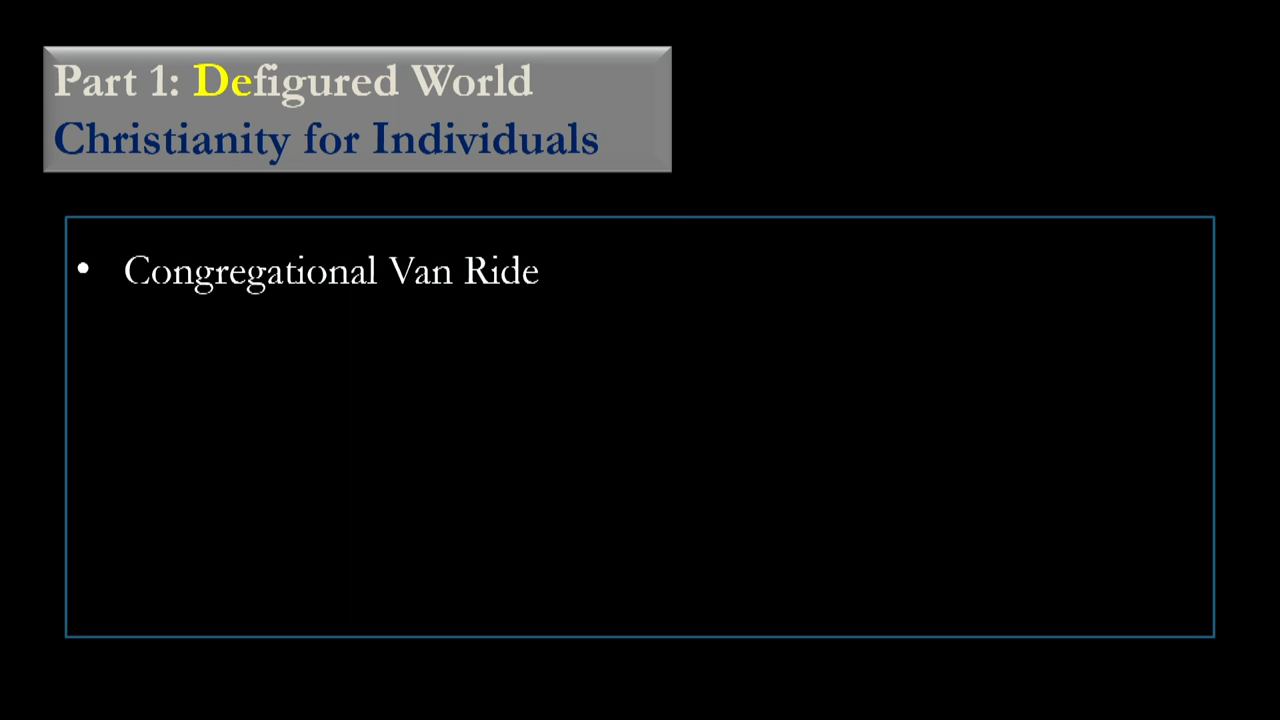 Part 1: Defigured World
Christianity for Individuals
• Congregational Van Ride